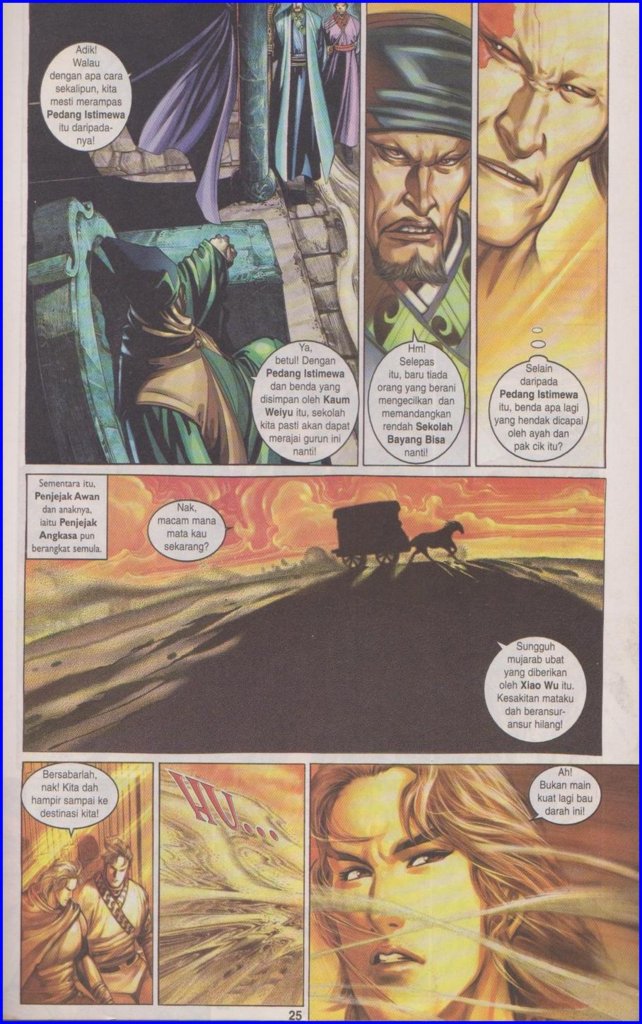 Adik!
Walau
dengan apa cara
sekalipun, kita
mesti merampas
Pedang Istimewa
itu daripada-
nya!
Ya,
betul! Dengan
Pedang Istimewa
dan benda yang
disimpan oleh Kaum
Weiyu itu, sekolah
kita pasti akan dapat
merajai gurun ini
nanti!
Hm!
Selepas
itu, baru tiada
orang yang berani
mengecilkan dan
memandangkan
rendah Sekolah
Bayang Bisa
nanti!
Selain
daripada
Pedang Istimewa
itu, benda apa lagi
yang hendak dicapai
oleh ayah dan
pak cik itu?
Sementara itu,
Penjejak Awan
dan anaknya,
iaitu Penjejak
Angkasa pun
berangkat semula.
Nak,
macam mana
mata kau
sekarang?
Sungguh
mujarab ubat
yang diberikan
oleh Xiao Wu itu.
Kesakitan mataku
dah beransur-
ansur hilang!
Bersabarlah,
nak! Kita dah
hampir sampai ke
destinasi kita!
HU...
Ah!
Bukan main
kuat lagi bau
darah ini!
25